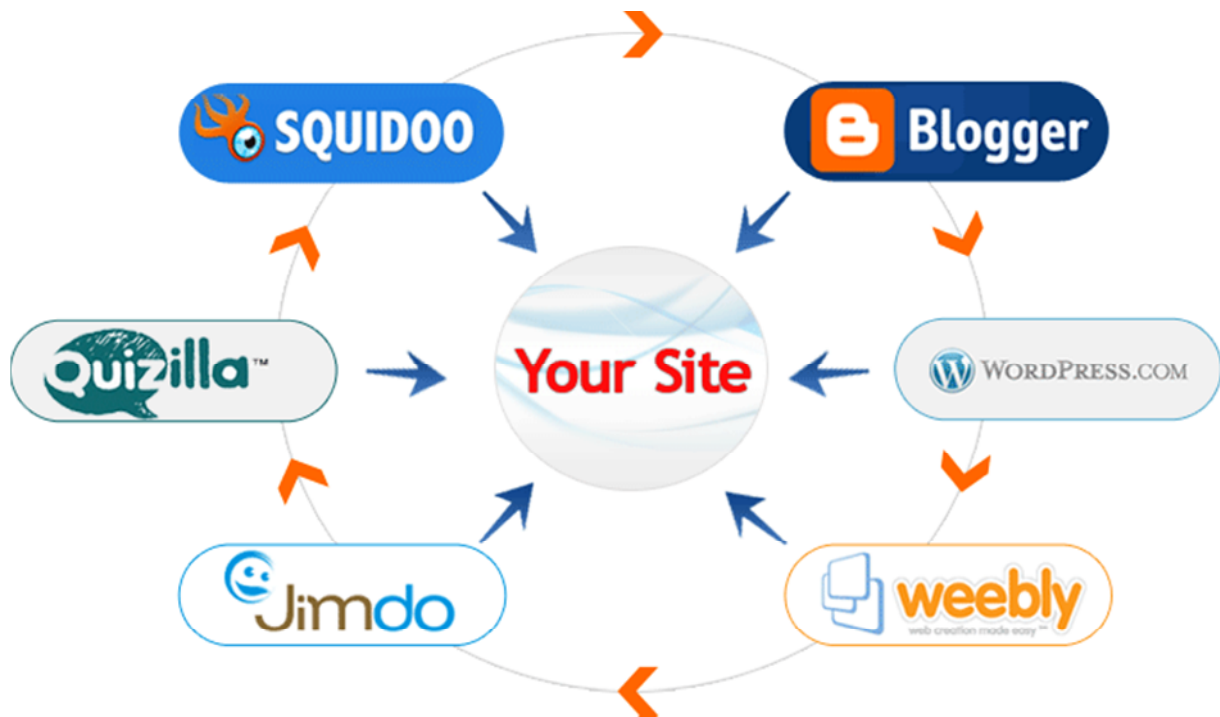 SQUIDOO
Blogger
Quizilla™
Your Site
WORDPRESS.COM
Jimdo
weebly
web creation made easy™